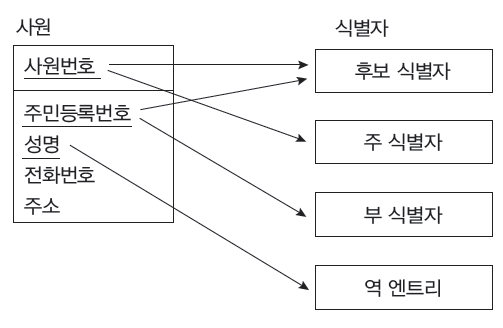 사원
사원번호
주민등록번호
성명
전화번호
주소
식별자
후보 식별자
주 식별자
부 식별자
역 엔트리